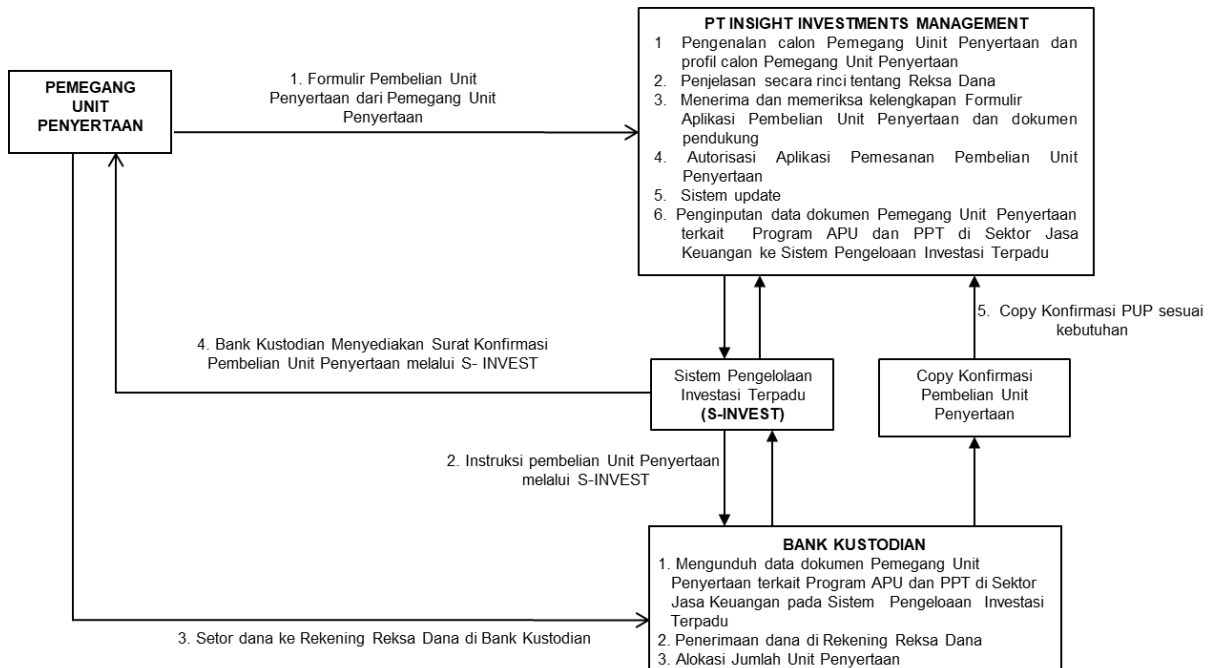 PEMEGANG
UNIT
PENYERTAAN
1. Formulir Pembelian Unit
Penyertaan dari Pemegang Unit
Penyertaan
PT INSIGHT INVESTMENTS MANAGEMENT
1 Pengenalan calon Pemegang Uinit Penyertaan dan
profil calon Pemegang Unit Penyertaan
2. Penjelasan secara rinci tentang Reksa Dana
3. Menerima dan memeriksa kelengkapan Formulir
Aplikasi Pembelian Unit Penyertaan dan dokumen
pendukung
4. Autorisasi Aplikasi Pemesanan Pembelian Unit
Penyertaan
5. Sistem update
6. Penginputan data dokumen Pemegang Unit Penyertaan
terkait Program APU dan PPT di Sektor Jasa
Keuangan ke Sistem Pengeloaan Investasi Terpadu
5. Copy Konfirmasi PUP sesuai
kebutuhan
4. Bank Kustodian Menyediakan Surat Konfirmasi
Pembelian Unit Penyertaan melalui S- INVEST
Sistem Pengelolaan
Investasi Terpadu
(S-INVEST)
Copy Konfirmasi
Pembelian Unit
Penyertaan
2. Instruksi pembelian Unit Penyertaan
melalui S-INVEST
BANK KUSTODIAN
1. Mengunduh data dokumen Pemegang Unit
Penyertaan terkait Program APU dan PPT di Sektor
Jasa Keuangan pada Sistem Pengeloaan Investasi
Terpadu
2. Penerimaan dana di Rekening Reksa Dana
3. Alokasi Jumlah Unit Penyertaan
3. Setor dana ke Rekening Reksa Dana di Bank Kustodian